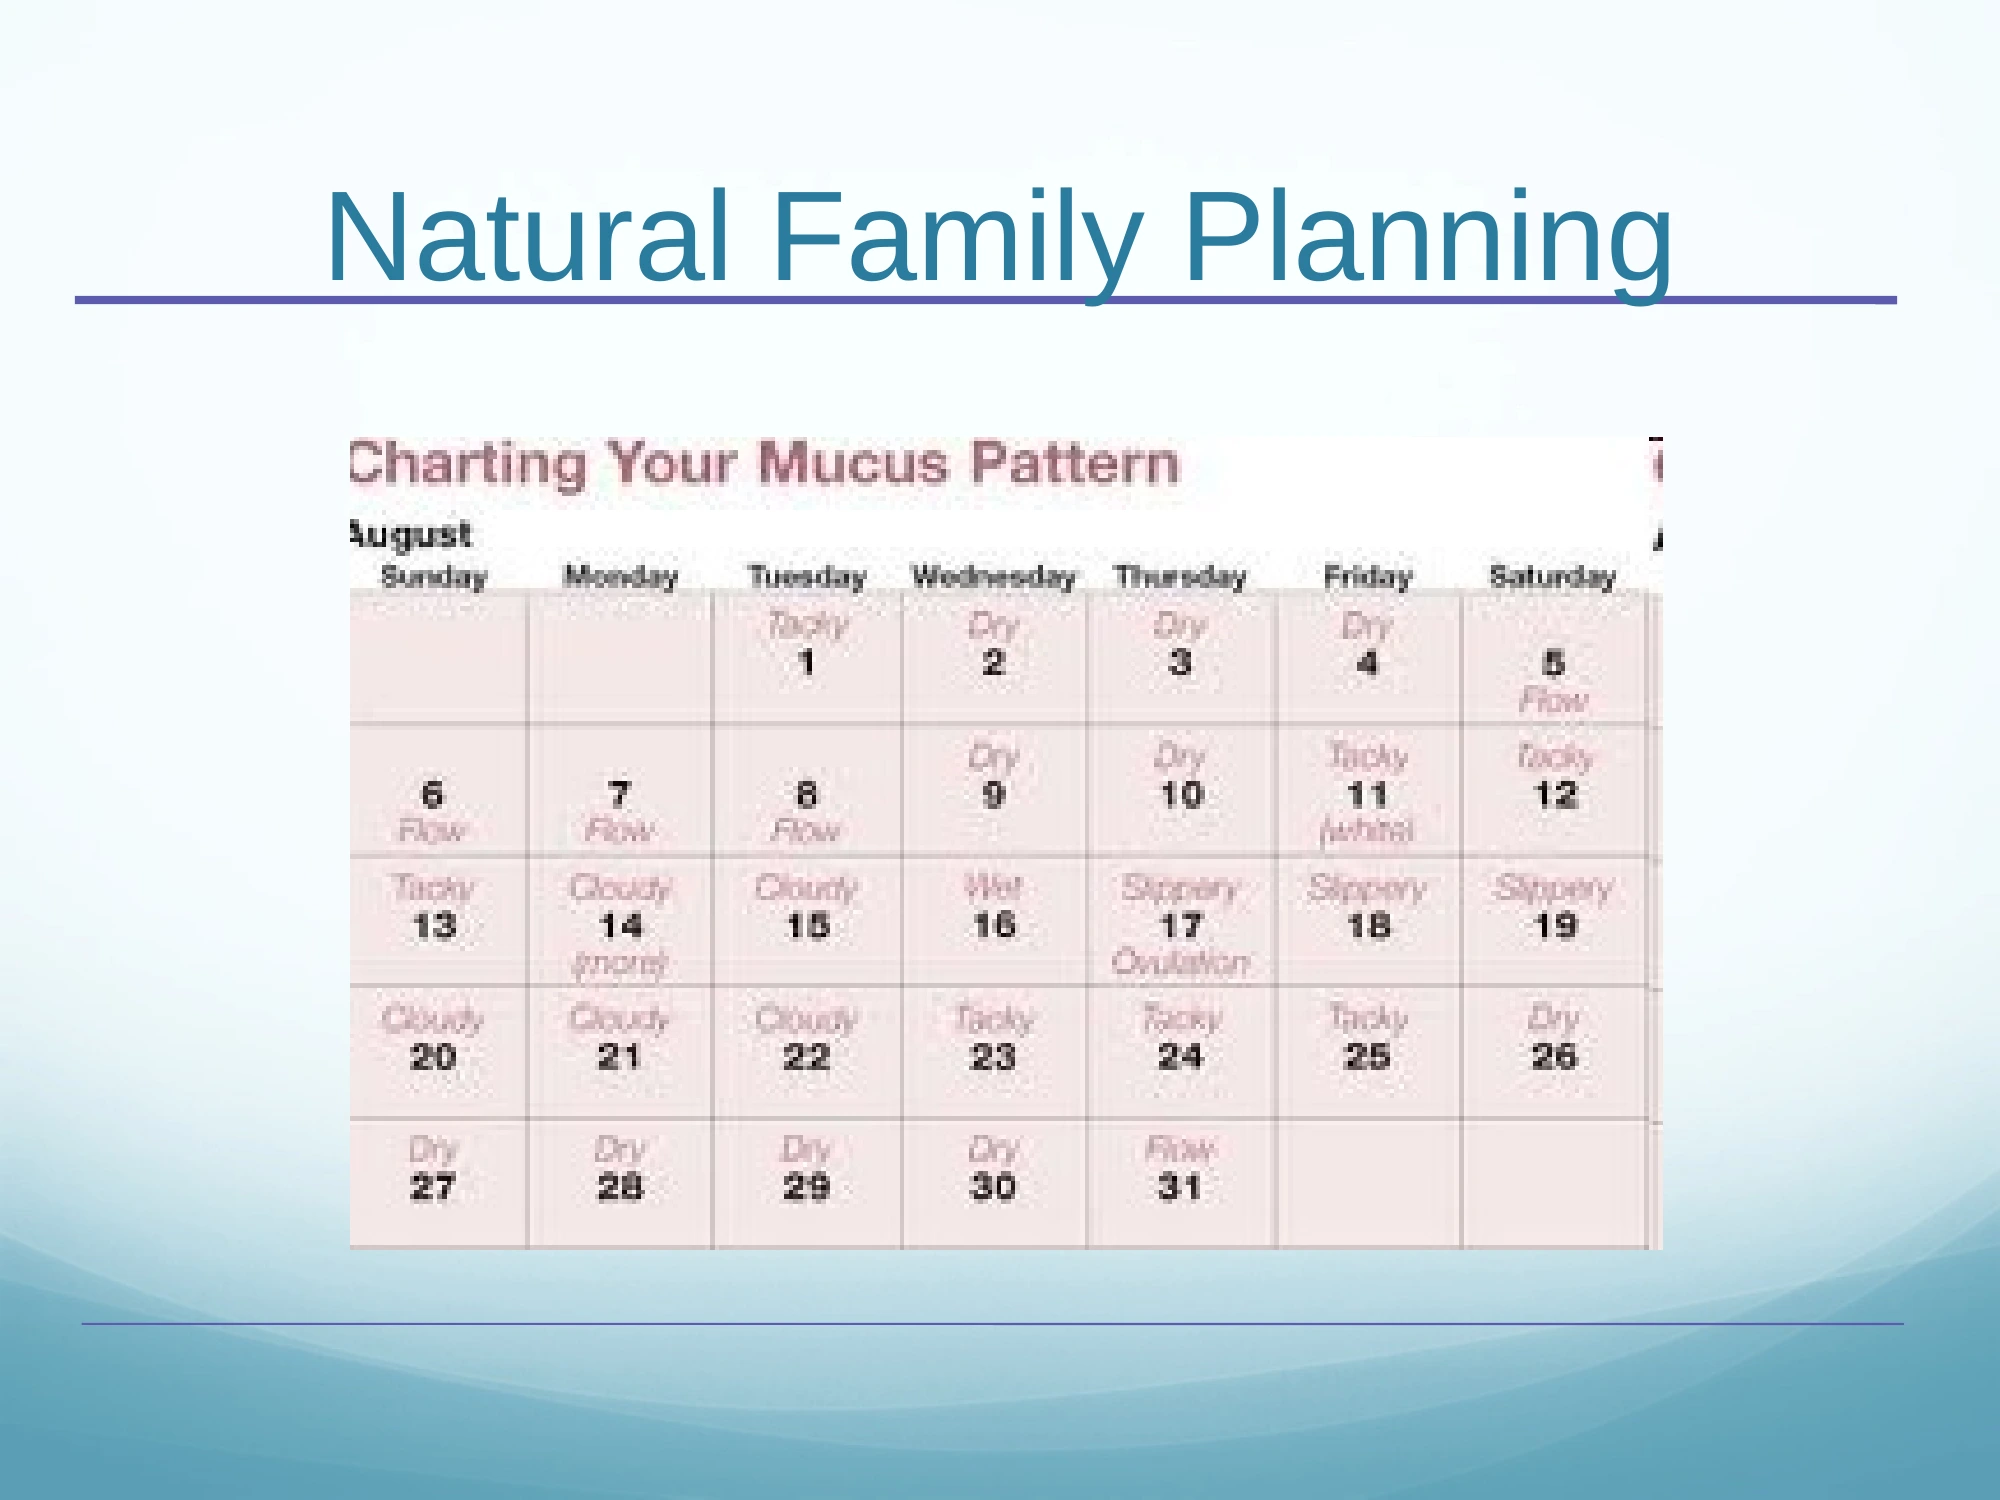 Natural Family Planning
Charting Your Mucus Pattern
August
Sunday Monday Tuesday Wednesday Thursday Friday Saturday
Tacky Dry Dry Dry
1 2 3 4 5
Flow
Dry Dry Tacky Tacky
6 7 8 9 10 11 12
Flow Flow Flow (white)
Tacky Cloudy Cloudy Wet Slippery Slippery Slippery
13 14 15 16 17 18 19
(more) Ovulation
Cloudy Cloudy Cloudy Tacky Tacky Tacky Dry
20 21 22 23 24 25 26
Dry Dry Dry Dry Flow
27 28 29 30 31